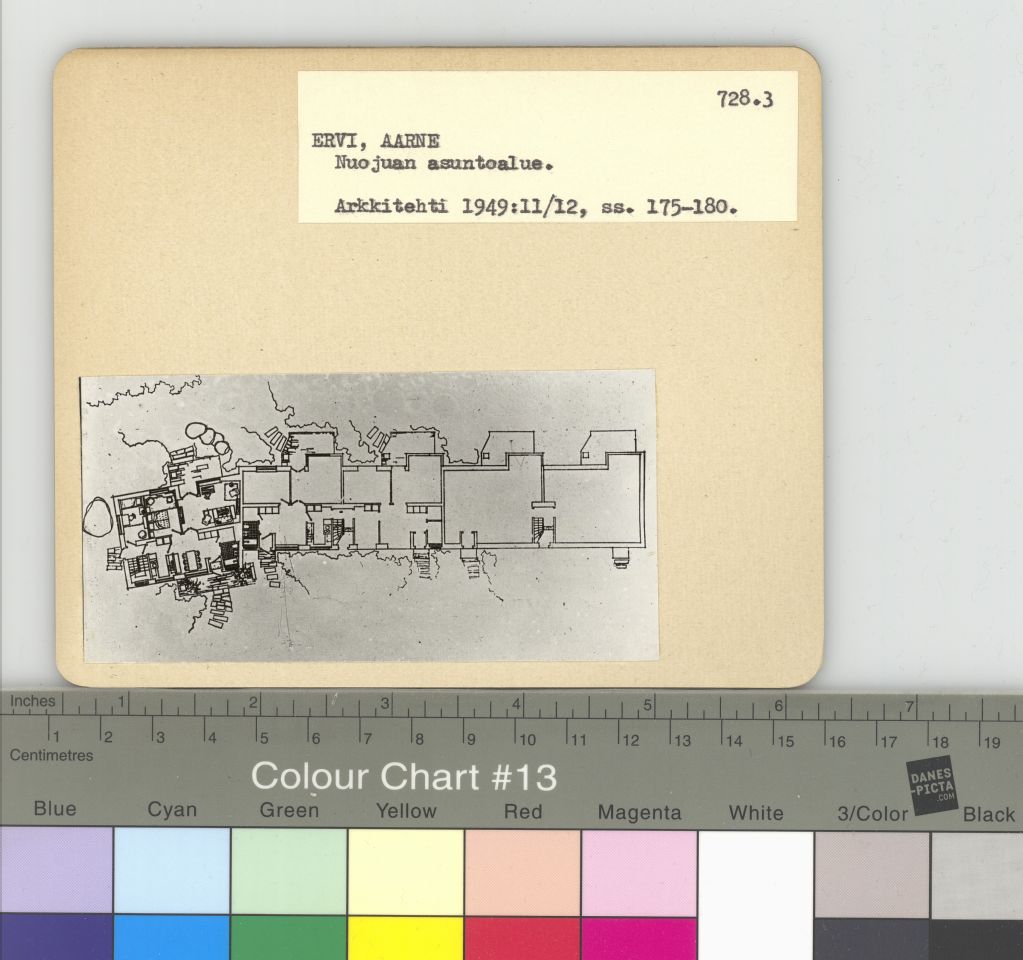 728.3
ERVI, AARNE
Nuojuan asuntoalue.
Arkkitehti 1949:11/12, ss. 175-180.
Inches 1 2 3 4 5 6 7
1 2 3 4 5 6 7 8 9 10 11 12 13 14 15 16 17 18 19
Centimetres
Colour Chart #13
DANES
-PICTA
.COM
Blue Cyan Green Yellow Red Magenta White 3/Color Black